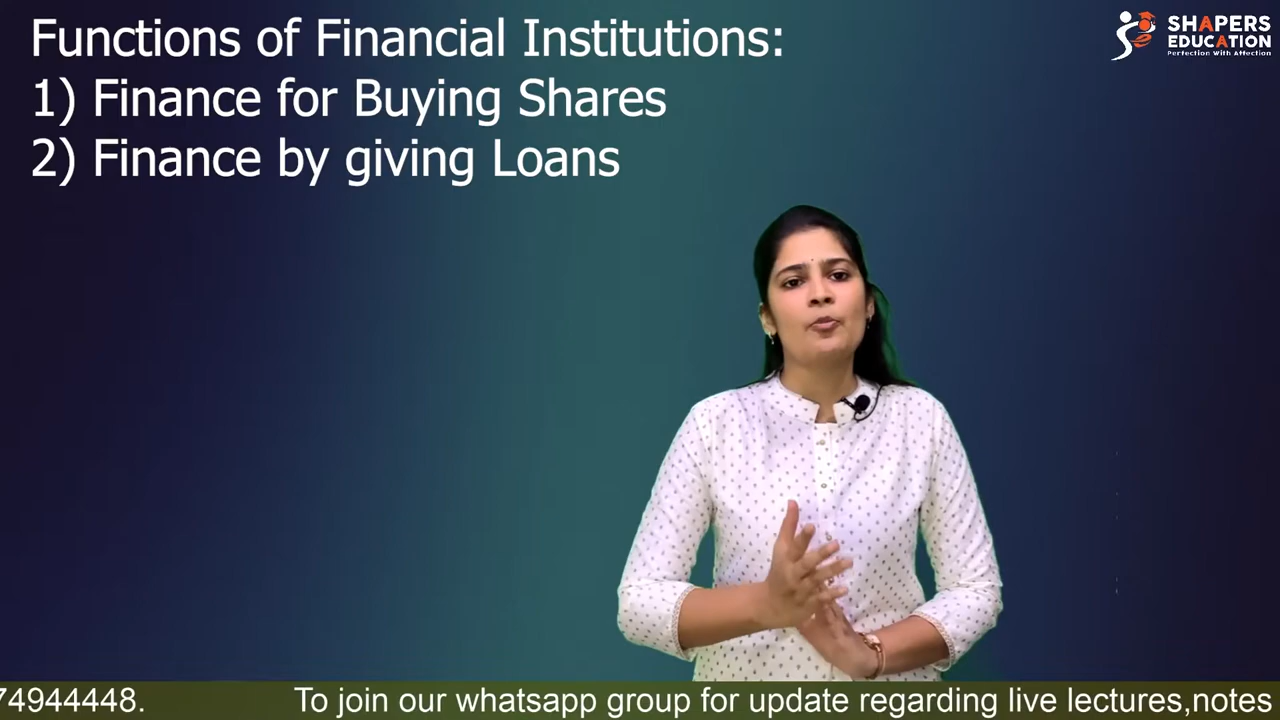 Functions of Financial Institutions:
1) Finance for Buying Shares
2) Finance by giving Loans
SHAPERS
EDUCATION
Perfection With Affection
74944448. To join our whatsapp group for update regarding live lectures,notes